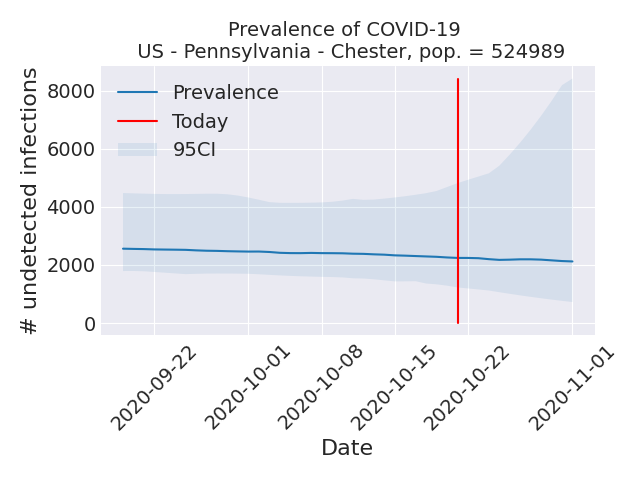 Prevalence of COVID-19
US - Pennsylvania - Chester, pop. = 524989
# undetected infections
8000
6000
4000
2000
0
Prevalence
Today
95CI
2020-09-22
2020-10-01
2020-10-08
2020-10-15
2020-10-22
2020-11-01
Date